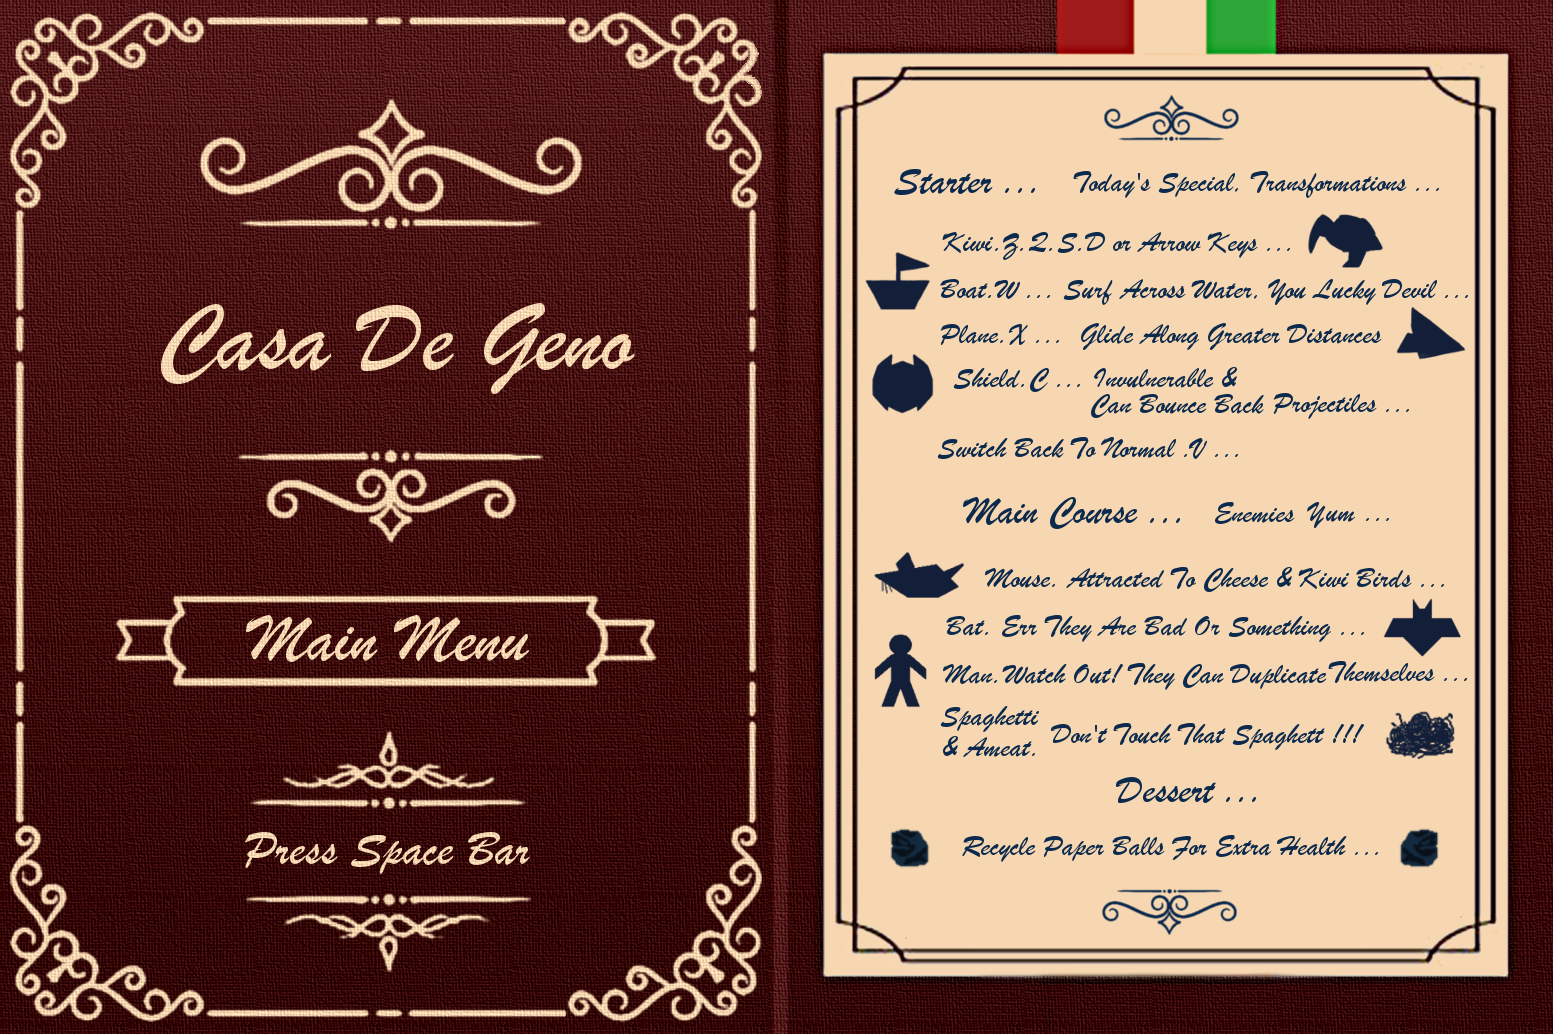 Casa De Geno
Main Menu
Press Space Bar
Starter ... Today's Special. Transformations ...
Kiwi.Z.Q.S.D or Arrow Keys ...
Boat.W ... Surf Across Water. You Lucky Devil ...
Plane.X ... Glide Along Greater Distances
Shield.C ... Invulnerable &
Can Bounce Back Projectiles ...
Switch Back To Normal .V ...
Main Course ... Enemies Yum ...
Mouse. Attracted To Cheese & Kiwi Birds ...
Bat. Err They Are Bad Or Something ...
Man.Watch Out! They Can Duplicate Themselves ...
Spaghetti
& Ameat. Don't Touch That Spaghett !!!
Dessert ...
Recycle Paper Balls For Extra Health ...